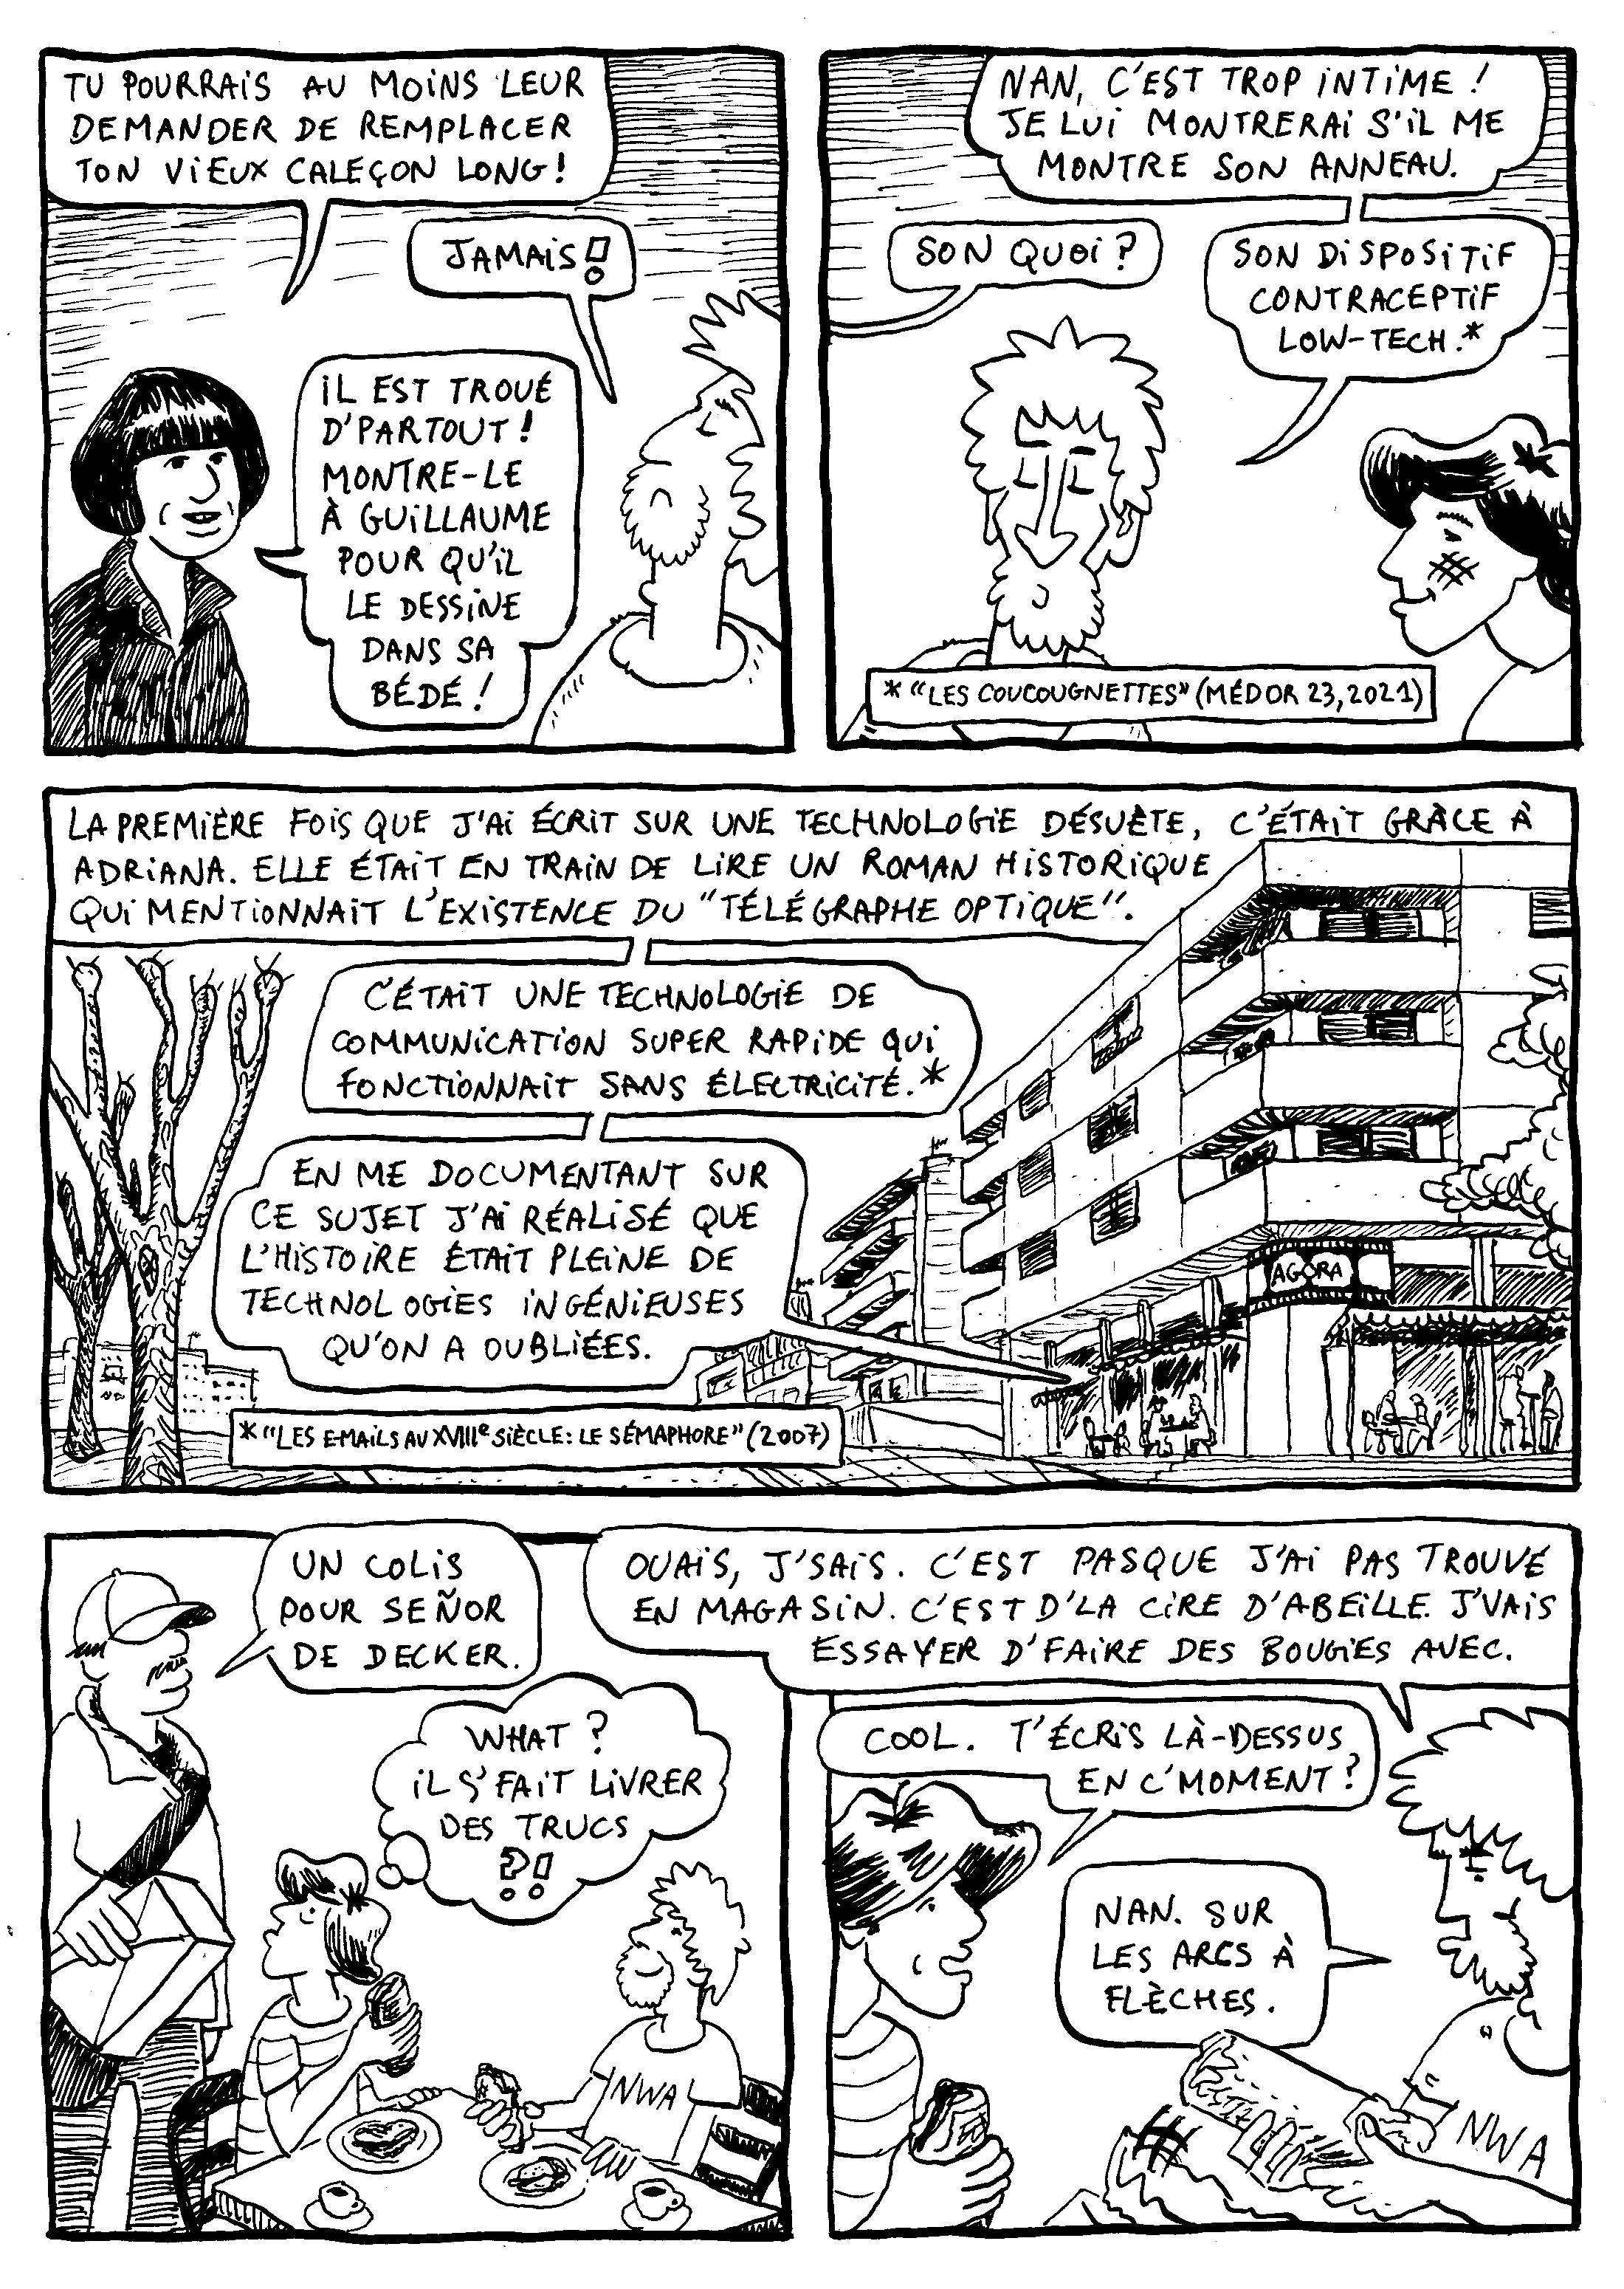 TU POURRAIS AU MOINS LEUR
DEMANDER DE REMPLACER
TON VIEUX CALEÇON LONG !
JAMAIS !
IL EST TROUÉ
D'PARTOUT !
MONTRE-LE
À GUILLAUME
POUR QU'IL
LE DESSINE
DANS SA
BÉDÉ !
NAN, C'EST TROP INTIME !
JE LUI MONTRERAI S'IL ME
MONTRE SON ANNEAU.
SON QUOI ?
SON DISPOSITIF
CONTRACEPTIF
LOW-TECH.*
* "LES COUCOUGNETTES" (MÉDOR 23, 2021)
LA PREMIÈRE FOIS QUE J'AI ÉCRIT SUR UNE TECHNOLOGIE DÉSUÈTE, C'ÉTAIT GRÂCE À
ADRIANA. ELLE ÉTAIT EN TRAIN DE LIRE UN ROMAN HISTORIQUE
QUI MENTIONNAIT L'EXISTENCE DU "TÉLÉGRAPHE OPTIQUE".
C'ÉTAIT UNE TECHNOLOGIE DE
COMMUNICATION SUPER RAPIDE QUI
FONCTIONNAIT SANS ÉLECTRICITÉ.*
EN ME DOCUMENTANT SUR
CE SUJET J'AI RÉALISÉ QUE
L'HISTOIRE ÉTAIT PLEINE DE
TECHNOLOGIES INGÉNIEUSES
QU'ON A OUBLIÉES.
AGORA
* "LES EMAILS AU XVIIIe SIÈCLE: LE SÉMAPHORE" (2007)
UN COLIS
POUR SEÑOR
DE DECKER.
WHAT ?
IL S'FAIT LIVRER
DES TRUCS
?!
NWA
OUAIS, J'SAIS. C'EST PASQUE J'AI PAS TROUVÉ
EN MAGASIN. C'EST D'LA CIRE D'ABEILLE. J'VAIS
ESSAYER D'FAIRE DES BOUGIES AVEC.
COOL. T'ÉCRIS LÀ-DESSUS
EN C'MOMENT ?
NAN. SUR
LES ARCS À
FLÈCHES.
NWA